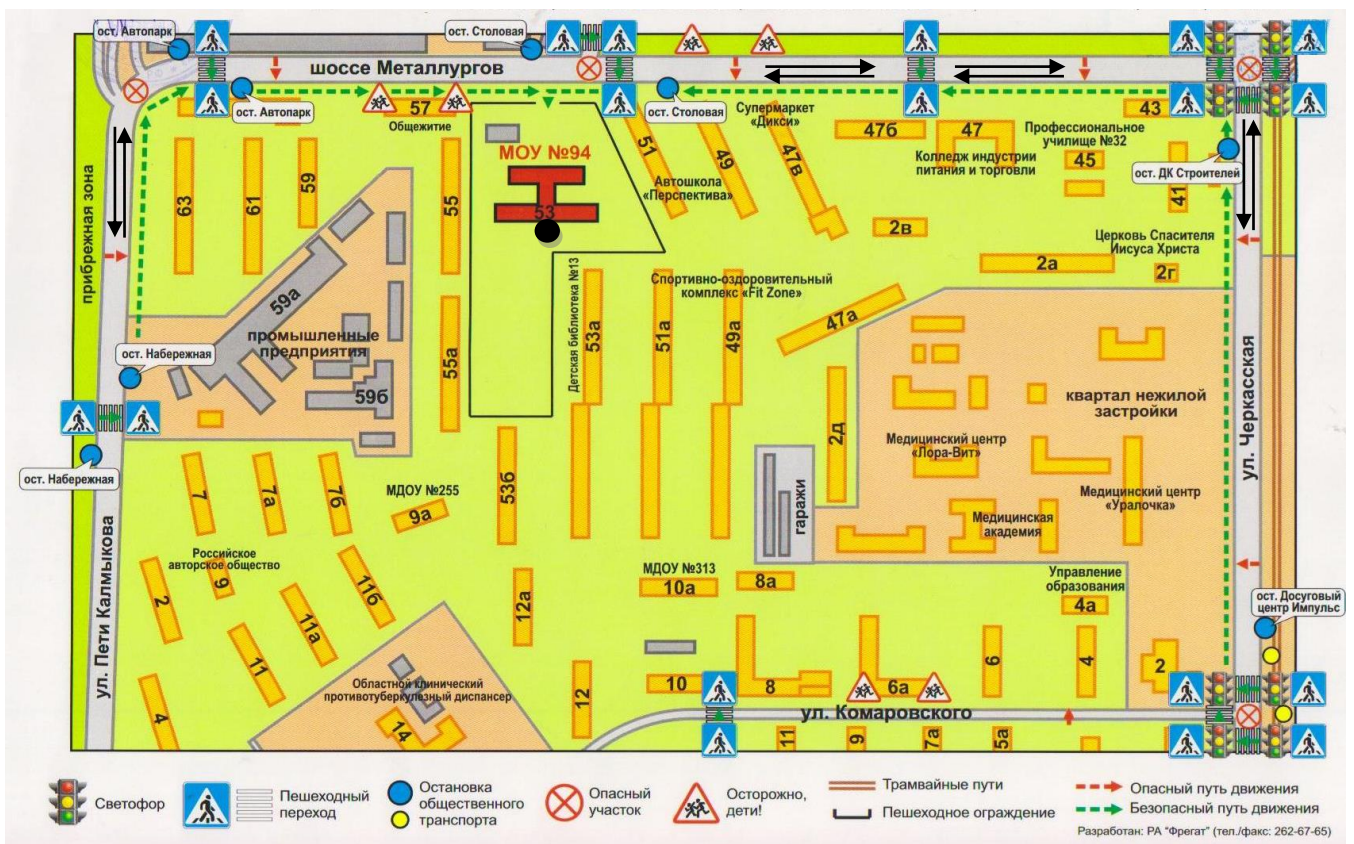 ост. Автопарк
ост. Столовая
шоссе Металлургов
ост. Автопарк
57
Общежитие
ост. Столовая
Супермаркет
«Дикси»
43
47б
47
Профессиональное
училище №32
Колледж индустрии
питания и торговли
45
41
ост. ДК Строителей
МОУ №94
53
51
49
47в
Автошкола
«Перспектива»
прибрежная зона
63
61
59
55
2в
Церковь Спасителя
Иисуса Христа
2а
2г
59а
промышленные
предприятия
59б
55а
Детская библиотека №13
53а
Спортивно-оздоровительный
комплекс «Fit Zone»
51а
49а
47а
ост. Набережная
ост. Набережная
ул. Черкасская
квартал нежилой
застройки
2д
Медицинский центр
«Лора-Вит»
Медицинский центр
«Уралочка»
Медицинская
академия
гаражи
7
7а
7б
МДОУ №255
9а
53б
Российское
авторское общество
2
9
11б
11а
11
12а
МДОУ №313
10а
8а
Управление
образования
4а
ост. Досуговый
центр Импульс
ул. Пети Калмыкова
4
Областной клинический
противотуберкулезный диспансер
14
12
10
8
6а
6
4
2
ул. Комаровского
11
9
7а
5а
Светофор
Пешеходный
переход
Остановка
общественного
транспорта
Опасный
участок
Осторожно,
дети!
Трамвайные пути
Пешеходное ограждение
Опасный путь движения
Безопасный путь движения
Разработан: РА "Фрегат" (тел./факс: 262-67-65)